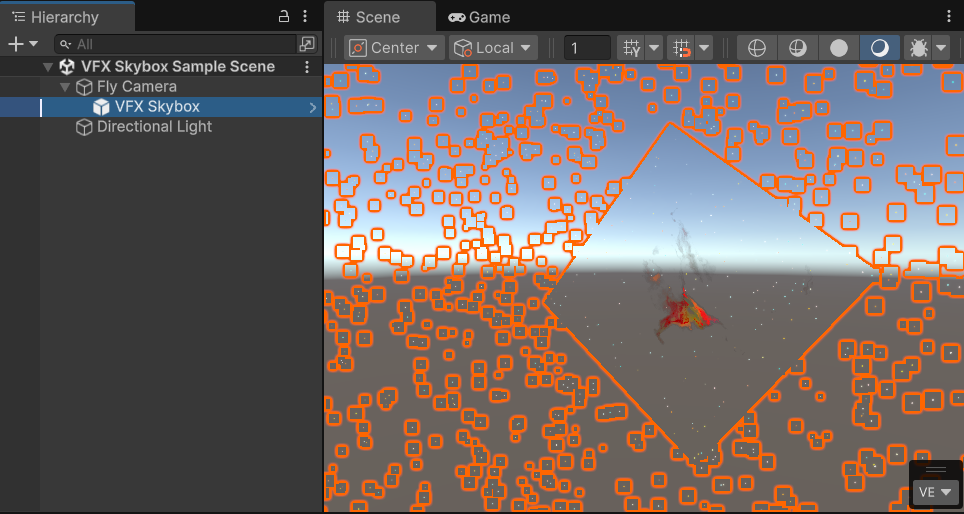 Hierarchy
All
VFX Skybox Sample Scene
Fly Camera
VFX Skybox
Directional Light
Scene
Game
Center
Local
1
Y
VE